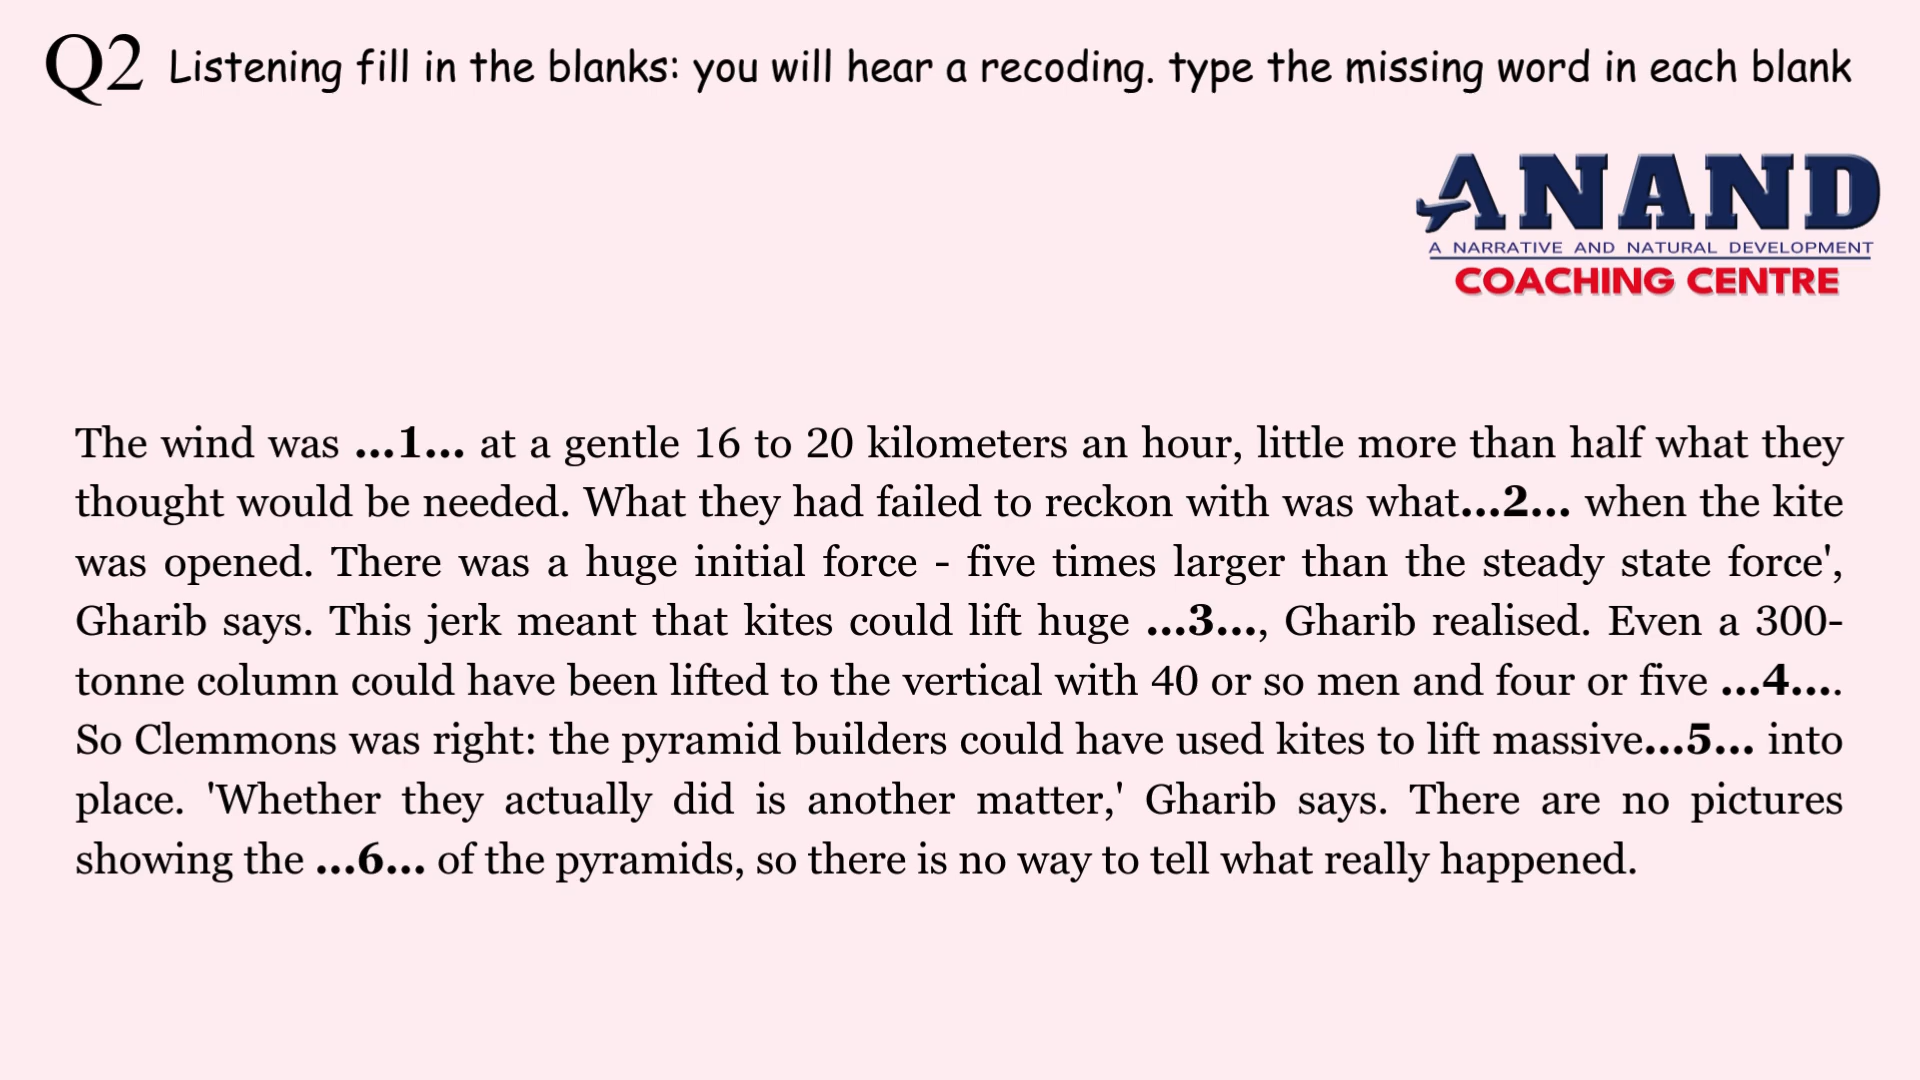 Q2 Listening fill in the blanks: you will hear a recoding. type the missing word in each blank
ANAND
A NARRATIVE AND NATURAL DEVELOPMENT
COACHING CENTRE
The wind was ...1... at a gentle 16 to 20 kilometers an hour, little more than half what they
thought would be needed. What they had failed to reckon with was what...2... when the kite
was opened. There was a huge initial force - five times larger than the steady state force',
Gharib says. This jerk meant that kites could lift huge ...3..., Gharib realised. Even a 300-
tonne column could have been lifted to the vertical with 40 or so men and four or five ...4....
So Clemmons was right: the pyramid builders could have used kites to lift massive...5... into
place. 'Whether they actually did is another matter,' Gharib says. There are no pictures
showing the ...6... of the pyramids, so there is no way to tell what really happened.